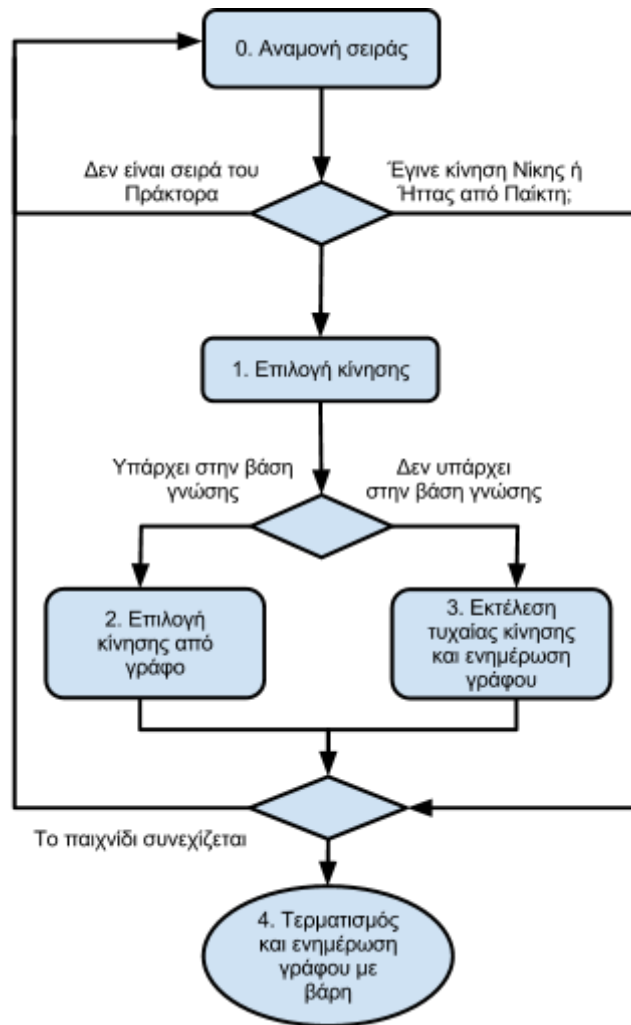 0. Αναμονή σειράς
Δεν είναι σειρά του
Πράκτορα
Έγινε κίνηση Νίκης ή
Ήττας από Παίκτη;
1. Επιλογή κίνησης
Υπάρχει στην βάση
γνώσης
Δεν υπάρχει
στην βάση γνώσης
2. Επιλογή
κίνησης από
γράφο
3. Εκτέλεση
τυχαίας κίνησης
και ενημέρωση
γράφου
Το παιχνίδι συνεχίζεται
4. Τερματισμός
και ενημέρωση
γράφου με
βάρη